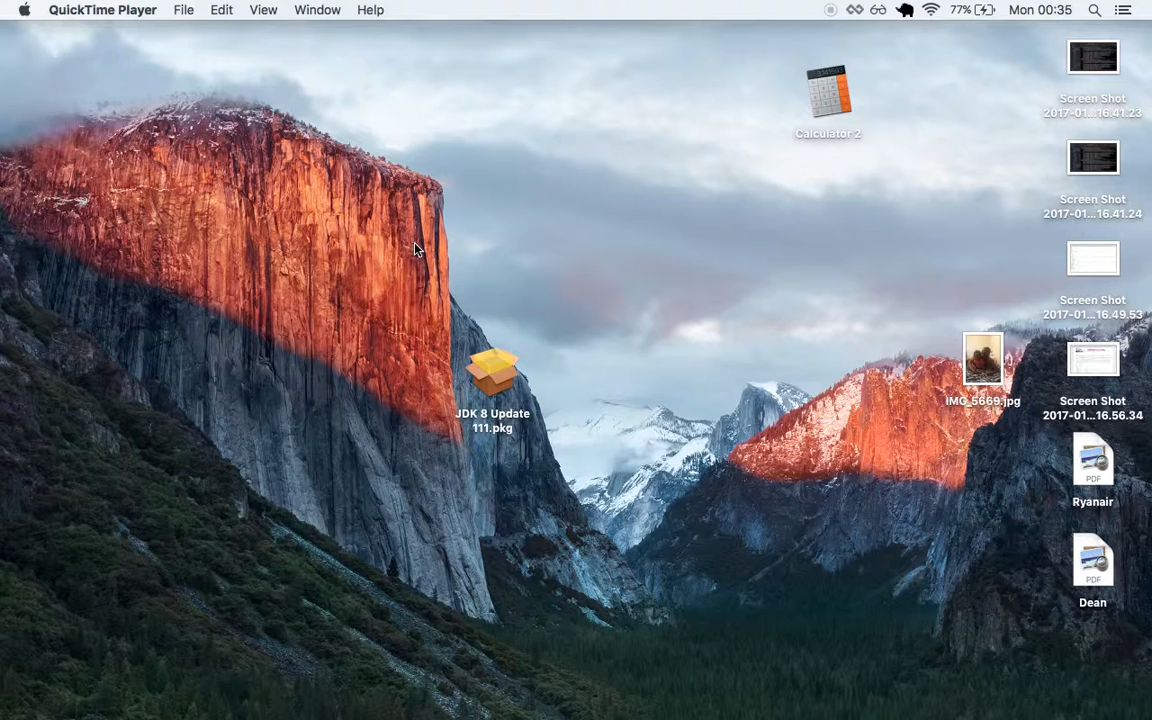 QuickTime Player File Edit View Window Help 77% Mon 00:35
Calculator 2
Screen Shot
2017-01...16.41.23
Screen Shot
2017-01...16.41.24
Screen Shot
2017-01...16.49.53
JDK 8 Update
111.pkg
IMG_5669.jpg
Screen Shot
2017-01...16.56.34
PDF
Ryanair
PDF
Dean